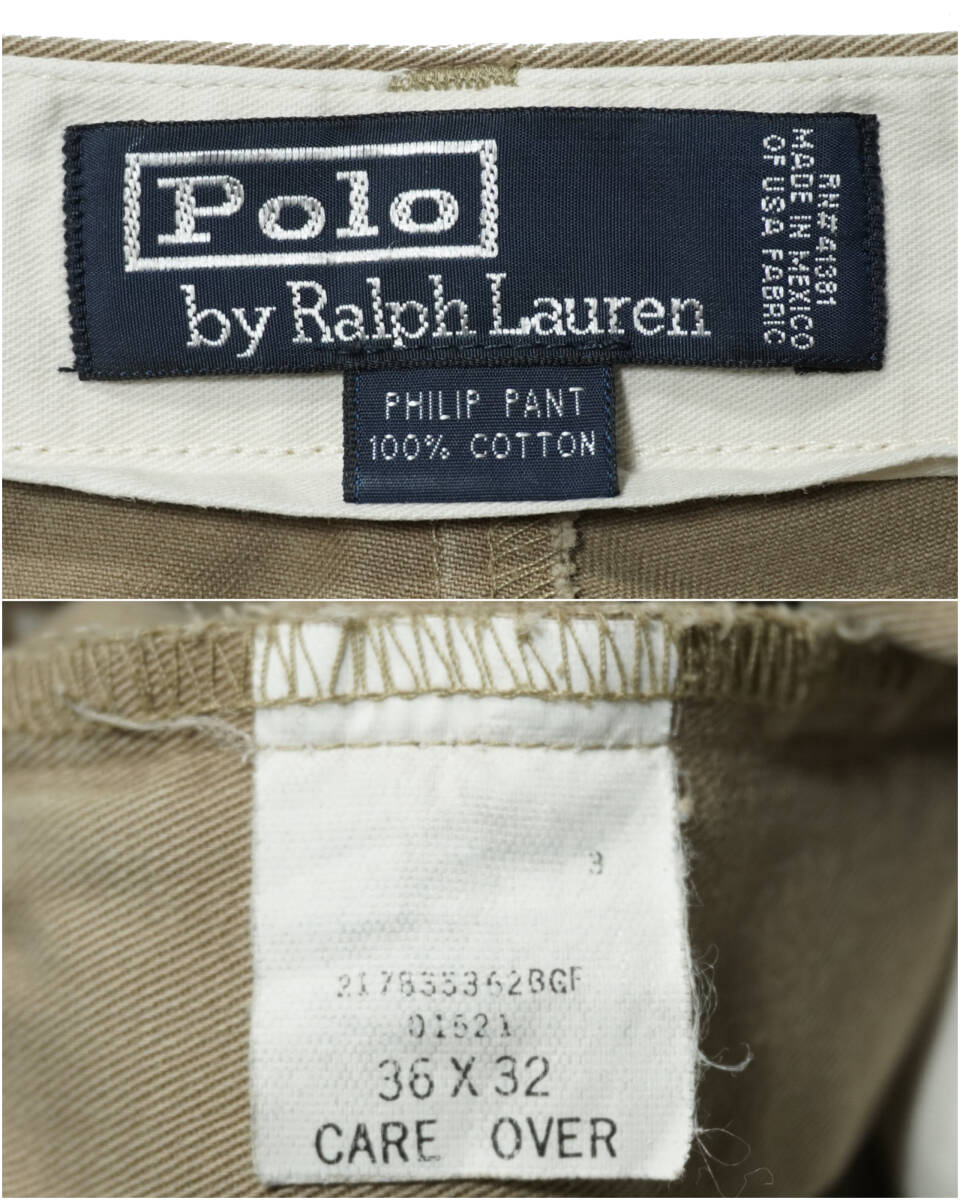 Polo
by Ralph Lauren
RN#41381
MADE IN MEXICO
OF USA FABRIC
PHILIP PANT
100% COTTON
3
217835362BGF
01521
36 X 32
CARE OVER